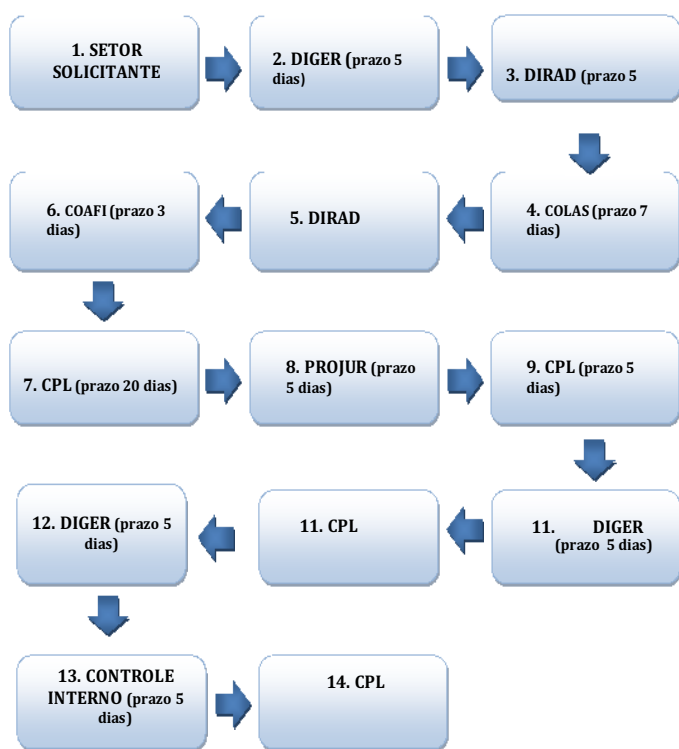 1. SETOR
SOLICITANTE
2. DIGER (prazo 5
dias)
3. DIRAD (prazo 5
4. COLAS (prazo 7
dias)
5. DIRAD
6. COAFI (prazo 3
dias)
7. CPL (prazo 20 dias)
8. PROJUR (prazo
5 dias)
9. CPL (prazo 5
dias)
11. DIGER
(prazo 5 dias)
11. CPL
12. DIGER (prazo 5
dias)
13. CONTROLE
INTERNO (prazo 5
dias)
14. CPL